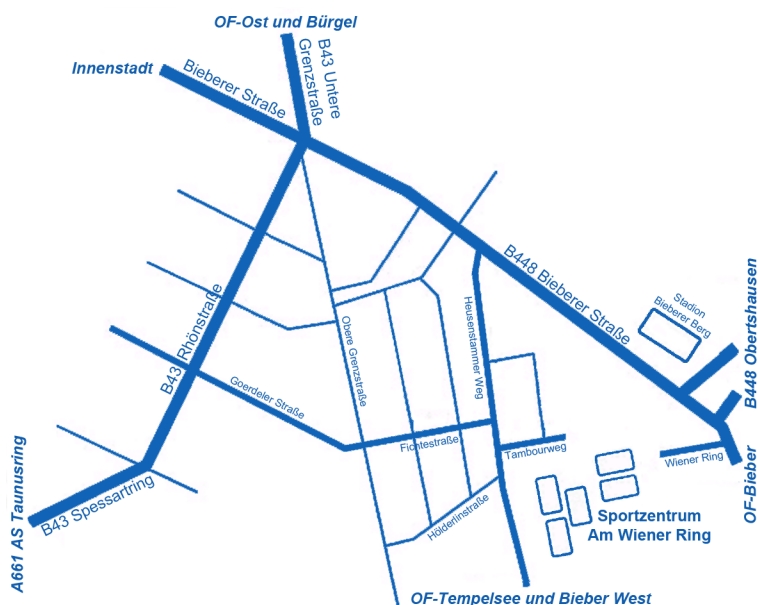 OF-Ost und Bürgel
Innenstadt
Bieberer Straße
B43 Untere
Grenzstraße
B448 Bieberer Straße
Stadion
Bieberer Berg
B448 Obertshausen
B43 Rhönstraße
Obere Grenzstraße
Heusenstammer Weg
Goerdeler Straße
Fichtestraße
Tambourweg
Wiener Ring
OF-Bieber
A661 AS Taunusring
B43 Spessartring
Hölderlinstraße
Sportzentrum
Am Wiener Ring
OF-Tempelsee und Bieber West